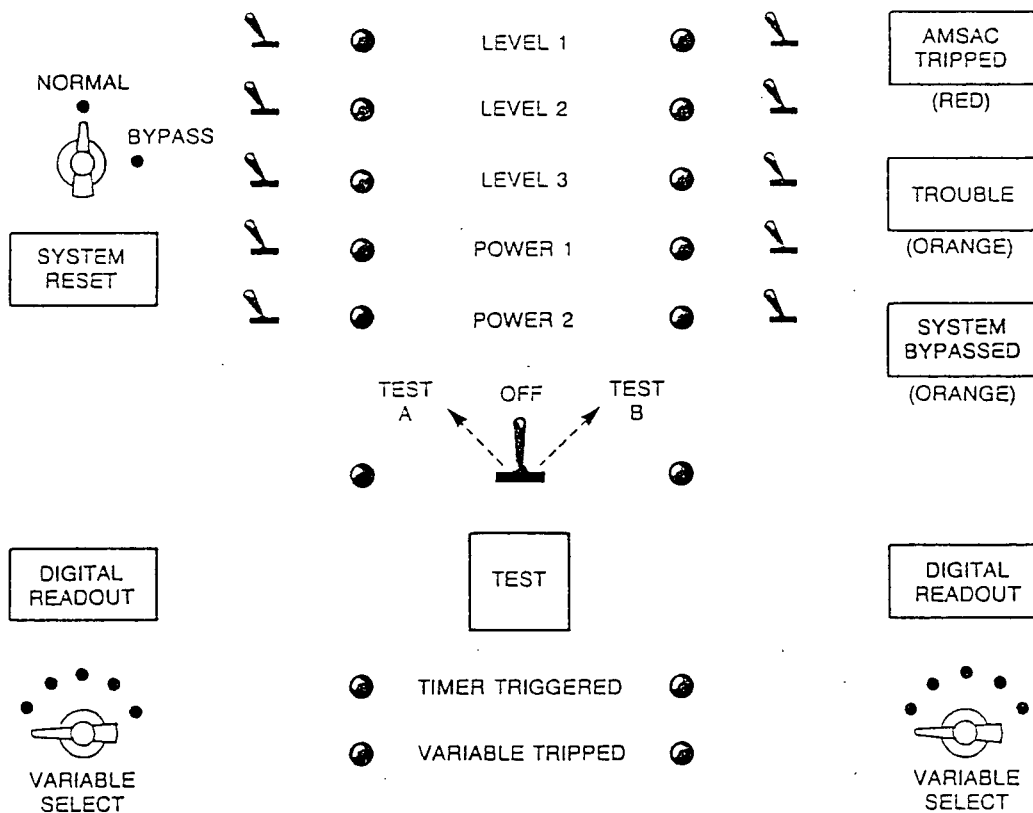 LEVEL 1
AMSAC
TRIPPED
(RED)
NORMAL
BYPASS
LEVEL 2
LEVEL 3
TROUBLE
(ORANGE)
SYSTEM
RESET
POWER 1
POWER 2
SYSTEM
BYPASSED
(ORANGE)
TEST
A
OFF
TEST
B
DIGITAL
READOUT
TEST
DIGITAL
READOUT
TIMER TRIGGERED
VARIABLE TRIPPED
VARIABLE
SELECT
VARIABLE
SELECT